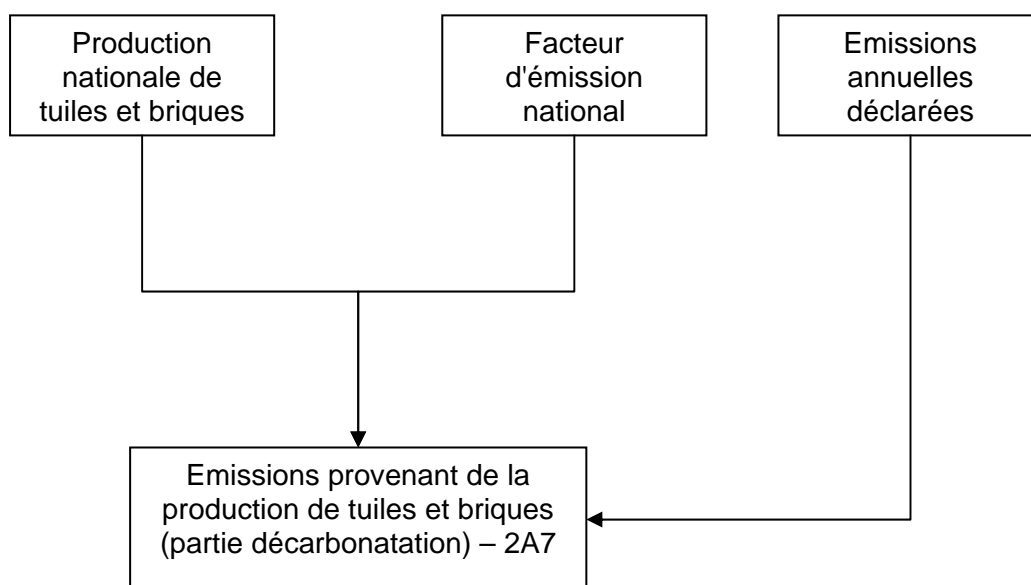 Production
nationale de
tuiles et briques
Facteur
d'émission
national
Emissions
annuelles
déclarées
Emissions provenant de la
production de tuiles et briques
(partie décarbonatation) – 2A7